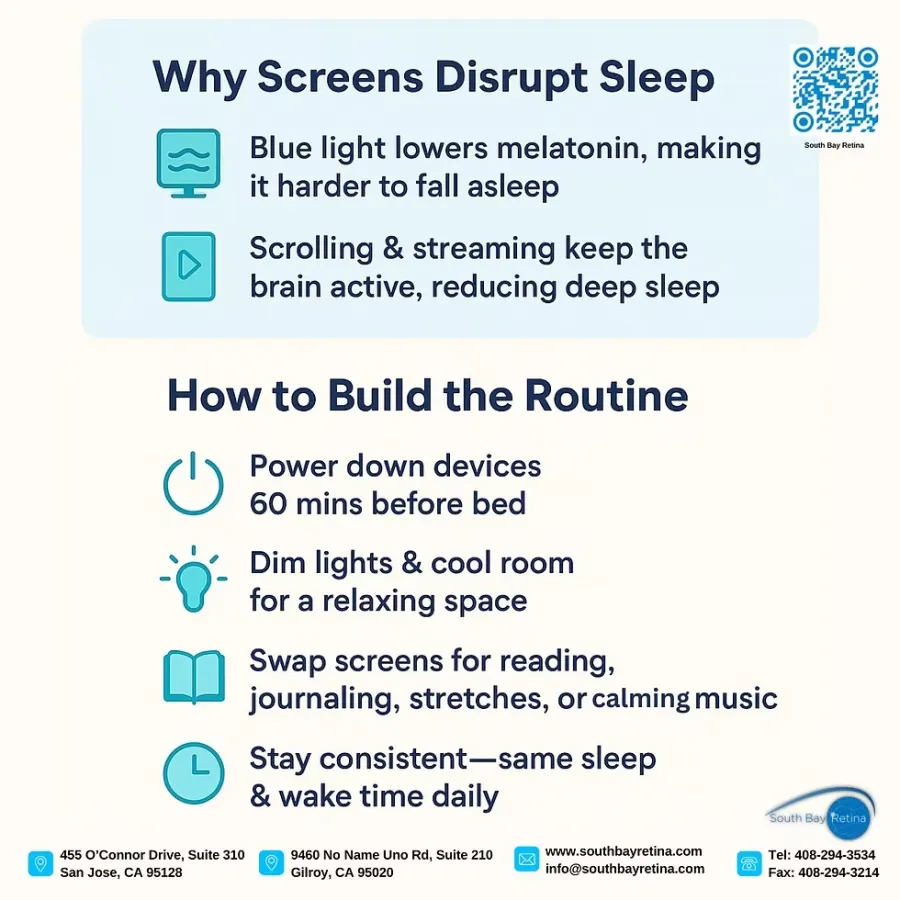 Why Screens Disrupt Sleep
South Bay Retina
Blue light lowers melatonin, making
it harder to fall asleep
Scrolling & streaming keep the
brain active, reducing deep sleep
How to Build the Routine
Power down devices
60 mins before bed
Dim lights & cool room
for a relaxing space
Swap screens for reading,
journaling, stretches, or calming music
Stay consistent—same sleep
& wake time daily
South Bay Retina
455 O'Connor Drive, Suite 310
San Jose, CA 95128
9460 No Name Uno Rd, Suite 210
Gilroy, CA 95020
www.southbayretina.com
info@southbayretina.com
Tel: 408-294-3534
Fax: 408-294-3214